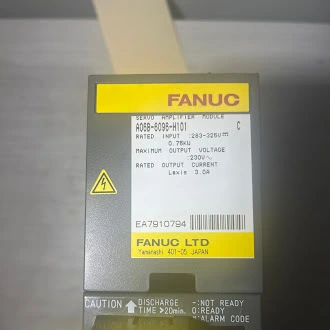 FANUC
SERVO AMPLIFIER MODULE
A06B-6096-H101 C
RATED INPUT :283-325V⎓
0.76kW
MAXIMUM OUTPUT VOLTAGE
:230V~
RATED OUTPUT CURRENT
Laxis 3.0A
EA7910794
FANUC LTD
Yamanashi 401-05, JAPAN
CAUTION DISCHARGE -:NOT READY
TIME >20min. 0:READY
:ALARM CODE